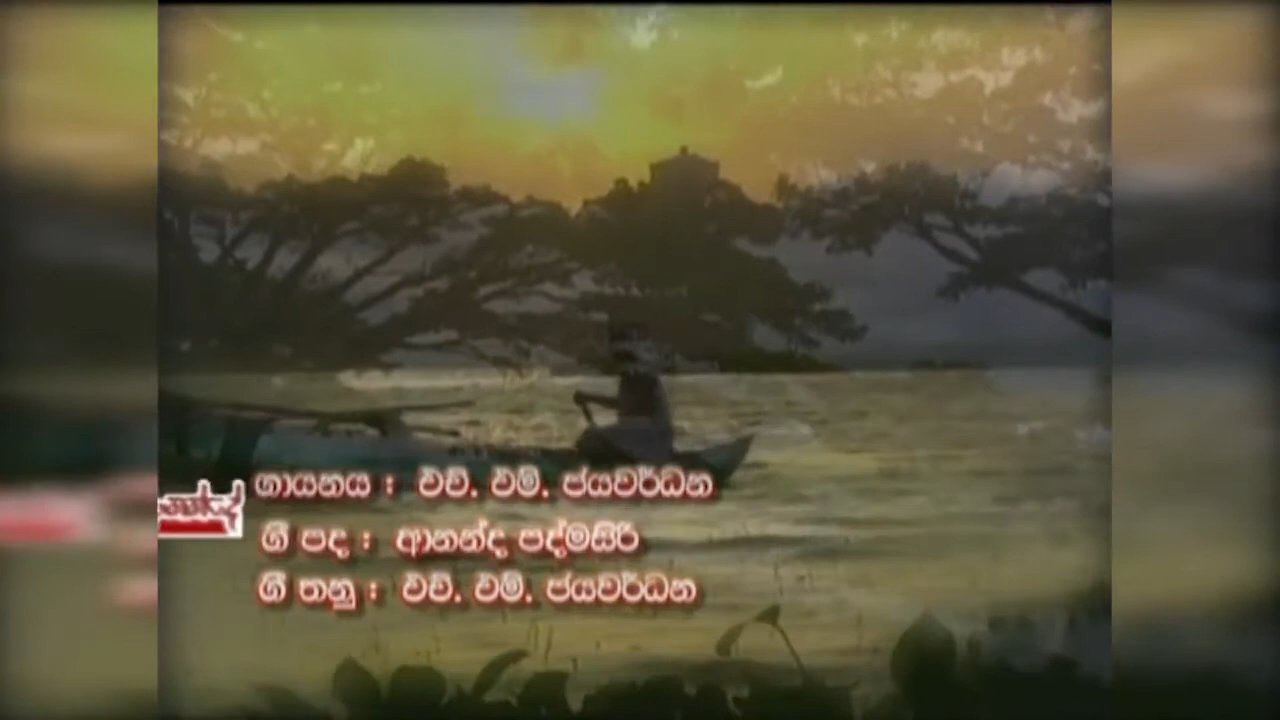 ගායනය : එච්. එම්. ජයවර්ධන
ගී පද : ආනන්ද පද්මසිරි
ගී තනු : එච්. එම්. ජයවර්ධන